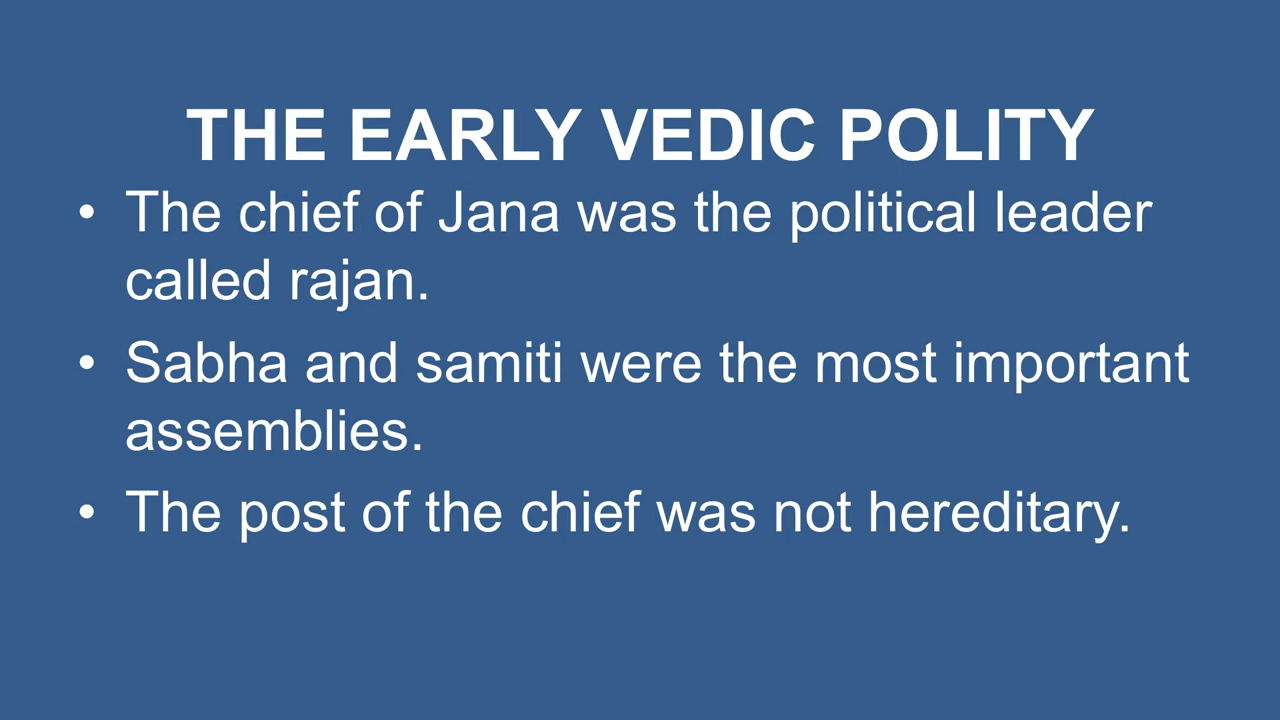 THE EARLY VEDIC POLITY
• The chief of Jana was the political leader
called rajan.
• Sabha and samiti were the most important
assemblies.
• The post of the chief was not hereditary.